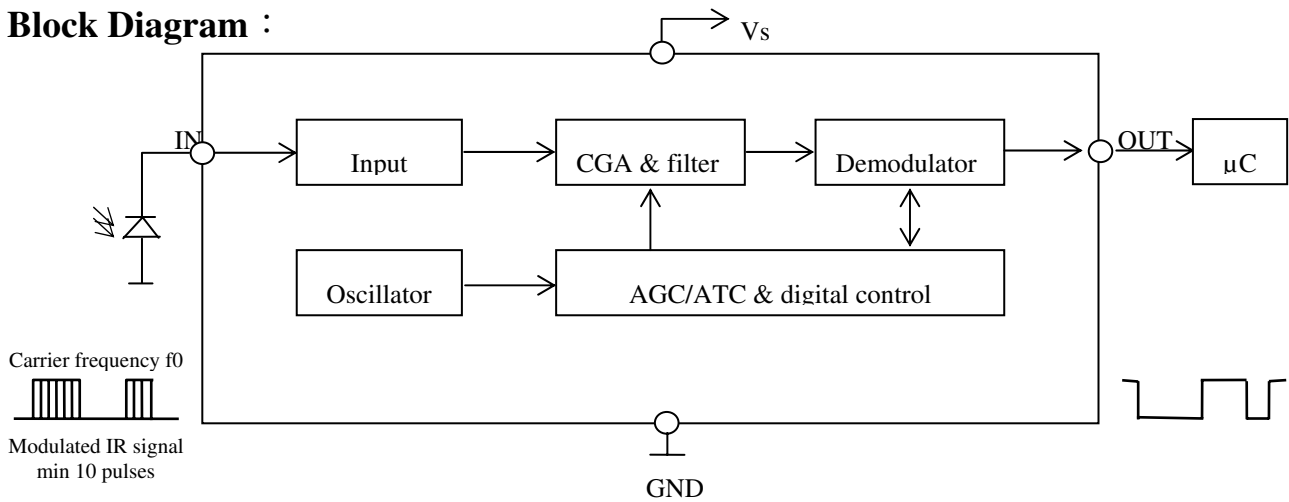 Block Diagram：
Vs
IN
Input
CGA & filter
Demodulator
OUT
µC
Oscillator
AGC/ATC & digital control
Carrier frequency f0
Modulated IR signal
min 10 pulses
GND